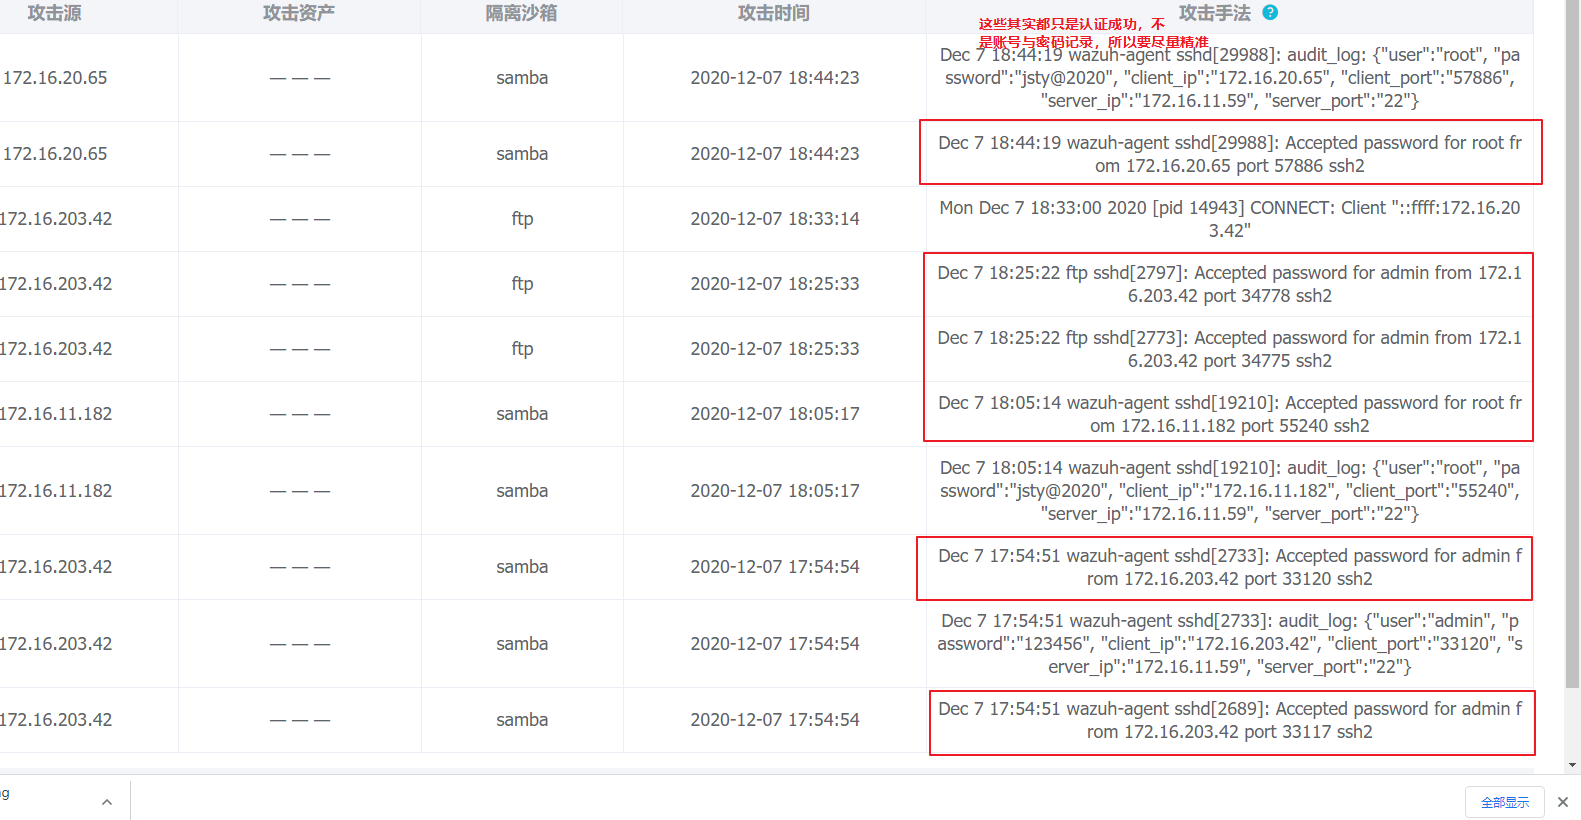 攻击源 攻击资产 隔离沙箱 攻击时间 攻击手法 ?
这些其实都只是认证成功，不
是账号与密码记录，所以要尽量精准
172.16.20.65 — — — samba 2020-12-07 18:44:23 Dec 7 18:44:19 wazuh-agent sshd[29988]: audit_log: {"user":"root", "pa
ssword":"jsty@2020", "client_ip":"172.16.20.65", "client_port":"57886",
"server_ip":"172.16.11.59", "server_port":"22"}
172.16.20.65 — — — samba 2020-12-07 18:44:23 Dec 7 18:44:19 wazuh-agent sshd[29988]: Accepted password for root fr
om 172.16.20.65 port 57886 ssh2
172.16.203.42 — — — ftp 2020-12-07 18:33:14 Mon Dec 7 18:33:00 2020 [pid 14943] CONNECT: Client "::ffff:172.16.20
3.42"
172.16.203.42 — — — ftp 2020-12-07 18:25:33 Dec 7 18:25:22 ftp sshd[2797]: Accepted password for admin from 172.1
6.203.42 port 34778 ssh2
172.16.203.42 — — — ftp 2020-12-07 18:25:33 Dec 7 18:25:22 ftp sshd[2773]: Accepted password for admin from 172.1
6.203.42 port 34775 ssh2
172.16.11.182 — — — samba 2020-12-07 18:05:17 Dec 7 18:05:14 wazuh-agent sshd[19210]: Accepted password for root fr
om 172.16.11.182 port 55240 ssh2
172.16.11.182 — — — samba 2020-12-07 18:05:17 Dec 7 18:05:14 wazuh-agent sshd[19210]: audit_log: {"user":"root", "pa
ssword":"jsty@2020", "client_ip":"172.16.11.182", "client_port":"55240",
"server_ip":"172.16.11.59", "server_port":"22"}
172.16.203.42 — — — samba 2020-12-07 17:54:54 Dec 7 17:54:51 wazuh-agent sshd[2733]: Accepted password for admin f
rom 172.16.203.42 port 33120 ssh2
172.16.203.42 — — — samba 2020-12-07 17:54:54 Dec 7 17:54:51 wazuh-agent sshd[2733]: audit_log: {"user":"admin", "p
assword":"123456", "client_ip":"172.16.203.42", "client_port":"33120", "s
erver_ip":"172.16.11.59", "server_port":"22"}
172.16.203.42 — — — samba 2020-12-07 17:54:54 Dec 7 17:54:51 wazuh-agent sshd[2689]: Accepted password for admin f
rom 172.16.203.42 port 33117 ssh2
全部显示